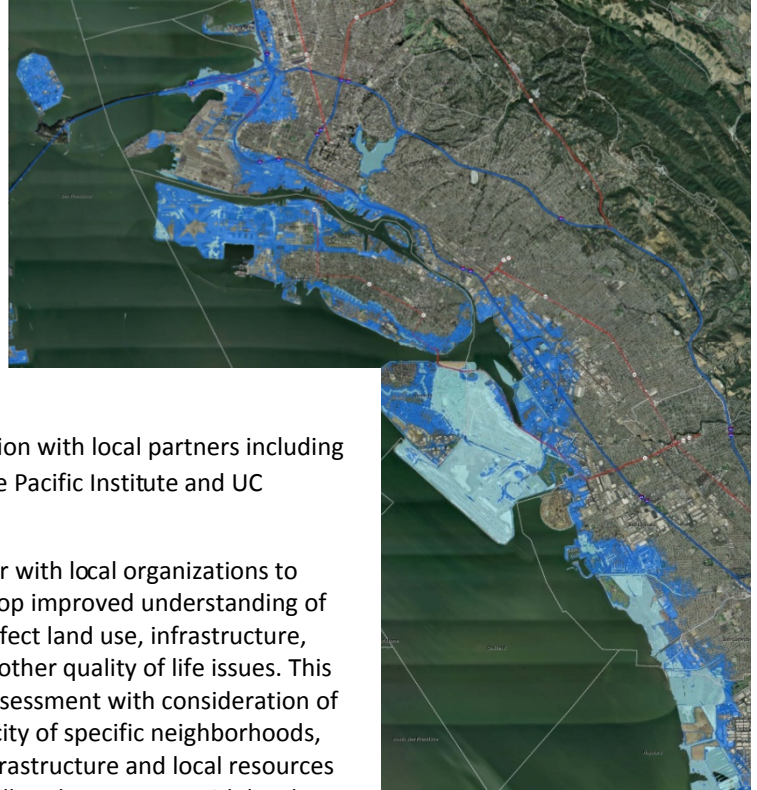 ion with local partners including
e Pacific Institute and UC
r with local organizations to
op improved understanding of
fect land use, infrastructure,
other quality of life issues. This
sessment with consideration of
city of specific neighborhoods,
rastructure and local resources